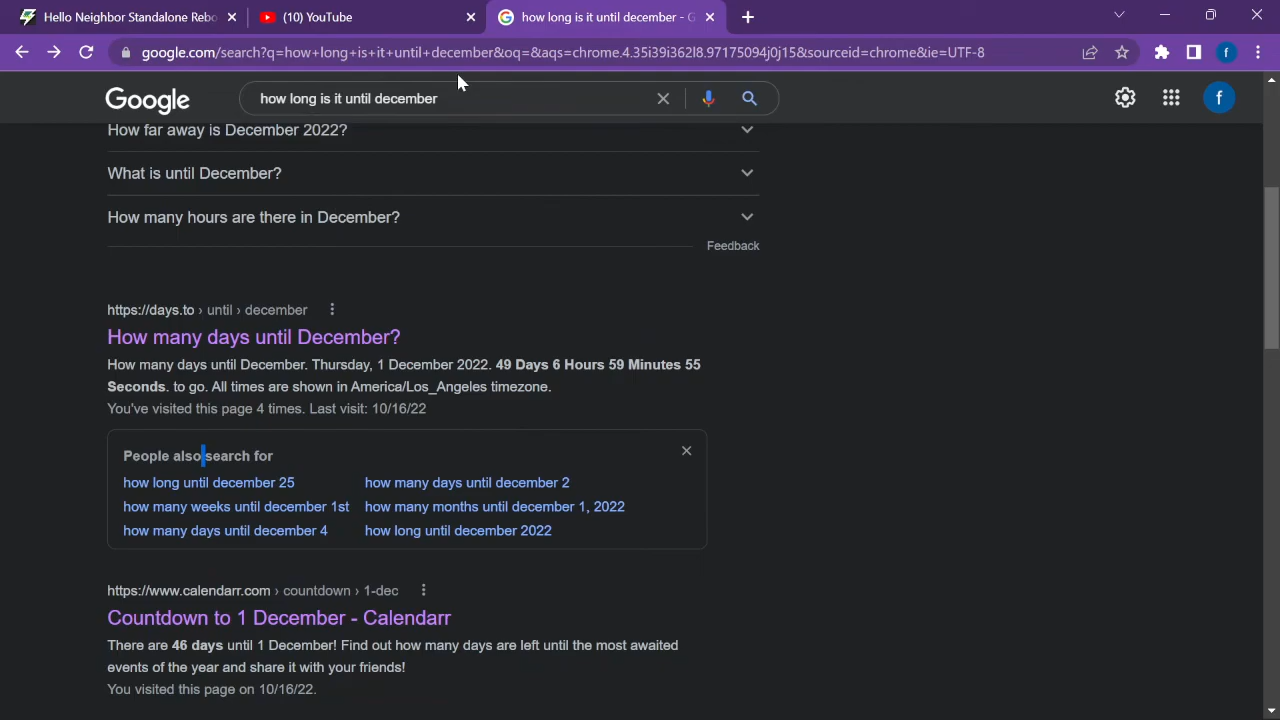 Hello Neighbor Standalone Rebo
(10) YouTube
how long is it until december - G
google.com/search?q=how+long+is+it+until+december&oq=&aqs=chrome.4.35i39i362l8.97175094j0j15&sourceid=chrome&ie=UTF-8
f
Google
how long is it until december
f
How far away is December 2022?
What is until December?
How many hours are there in December?
Feedback
https://days.to › until › december
How many days until December?
How many days until December. Thursday, 1 December 2022. 49 Days 6 Hours 59 Minutes 55
Seconds. to go. All times are shown in America/Los_Angeles timezone.
You've visited this page 4 times. Last visit: 10/16/22
People also search for
how long until december 25
how many days until december 2
how many weeks until december 1st
how many months until december 1, 2022
how many days until december 4
how long until december 2022
https://www.calendarr.com › countdown › 1-dec
Countdown to 1 December - Calendarr
There are 46 days until 1 December! Find out how many days are left until the most awaited
events of the year and share it with your friends!
You visited this page on 10/16/22.